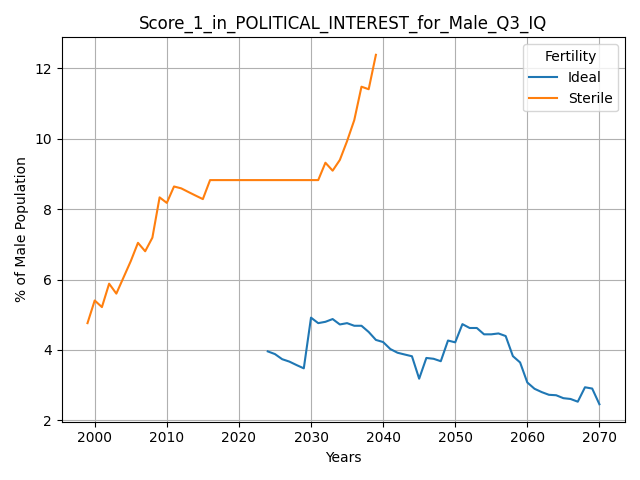 Score_1_in_POLITICAL_INTEREST_for_Male_Q3_IQ
Fertility
Ideal
Sterile
% of Male Population
12
10
8
6
4
2
2000 2010 2020 2030 2040 2050 2060 2070
Years